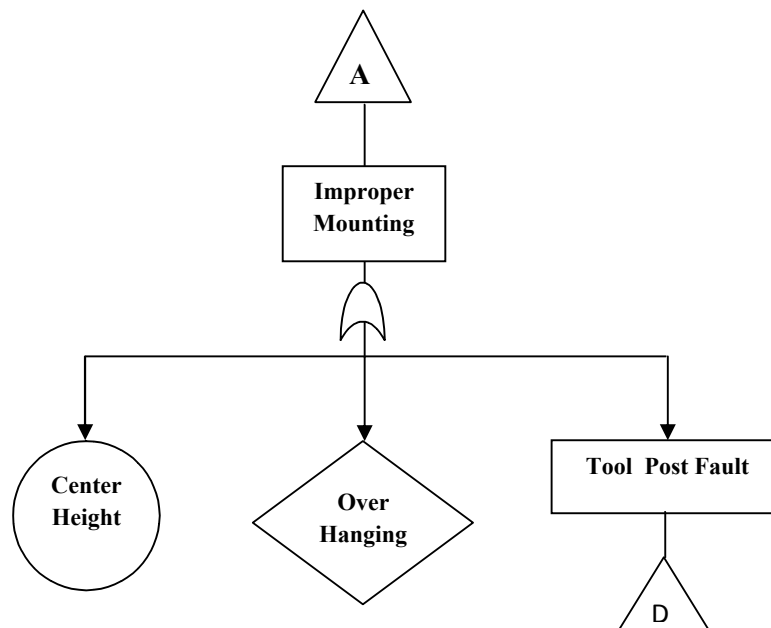 A
Improper
Mounting
Center
Height
Over
Hanging
Tool Post Fault
D